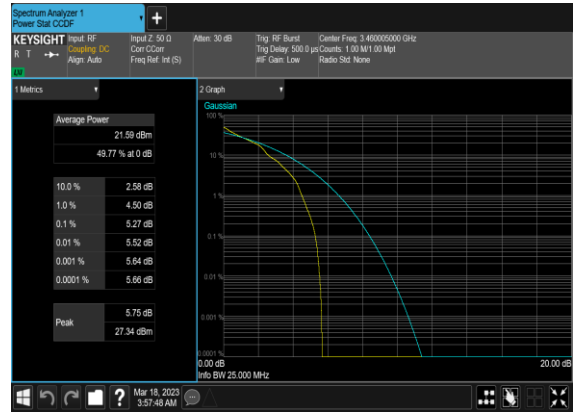 Spectrum Analyzer 1
Power Stat CCDF
+
KEYSIGHT
R T
LXI
Input: RF
Coupling: DC
Align: Auto
Input Z: 50 Ω
Corr CCorr
Freq Ref: Int (S)
Atten: 30 dB
Trig: RF Burst
Trig Delay: 500.0 µs
#IF Gain: Low
Center Freq: 3.460005000 GHz
Counts: 1.00 M/1.00 Mpt
Radio Std: None
1 Metrics
Average Power
21.59 dBm
49.77 % at 0 dB
10.0 % 2.58 dB
1.0 % 4.50 dB
0.1 % 5.27 dB
0.01 % 5.52 dB
0.001 % 5.64 dB
0.0001 % 5.66 dB
Peak
5.75 dB
27.34 dBm
2 Graph
Gaussian
100 %
10 %
1 %
0.1 %
0.01 %
0.001 %
0.0001 %
0.00 dB
20.00 dB
Info BW 25.000 MHz
?
Mar 18, 2023
3:57:48 AM